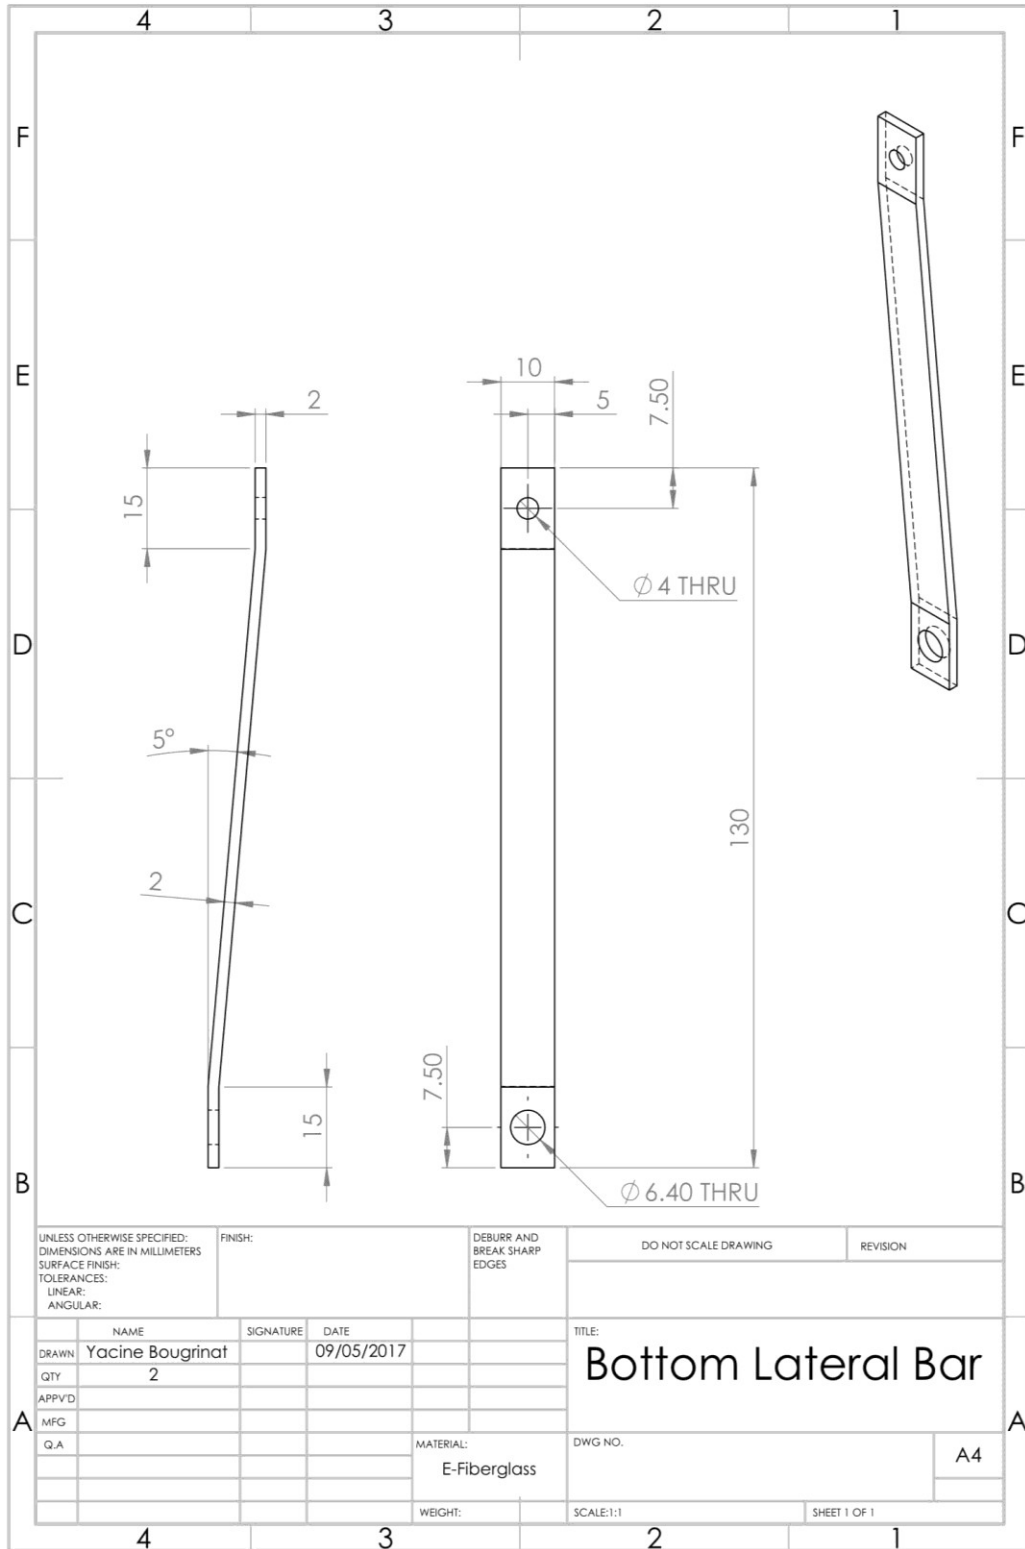 4 3 2 1
F F
E E
D D
C C
B B
A A
10
5
7.50
2
15
Ø 4 THRU
5°
130
2
7.50
15
Ø 6.40 THRU
UNLESS OTHERWISE SPECIFIED:
DIMENSIONS ARE IN MILLIMETERS
SURFACE FINISH:
TOLERANCES:
LINEAR:
ANGULAR:
FINISH:
DEBURR AND
BREAK SHARP
EDGES
DO NOT SCALE DRAWING
REVISION
NAME SIGNATURE DATE
DRAWN Yacine Bougrinat 09/05/2017
QTY 2
APPV'D
MFG
Q.A
MATERIAL:
E-Fiberglass
WEIGHT:
TITLE:
Bottom Lateral Bar
DWG NO.
A4
SCALE:1:1
SHEET 1 OF 1
4 3 2 1